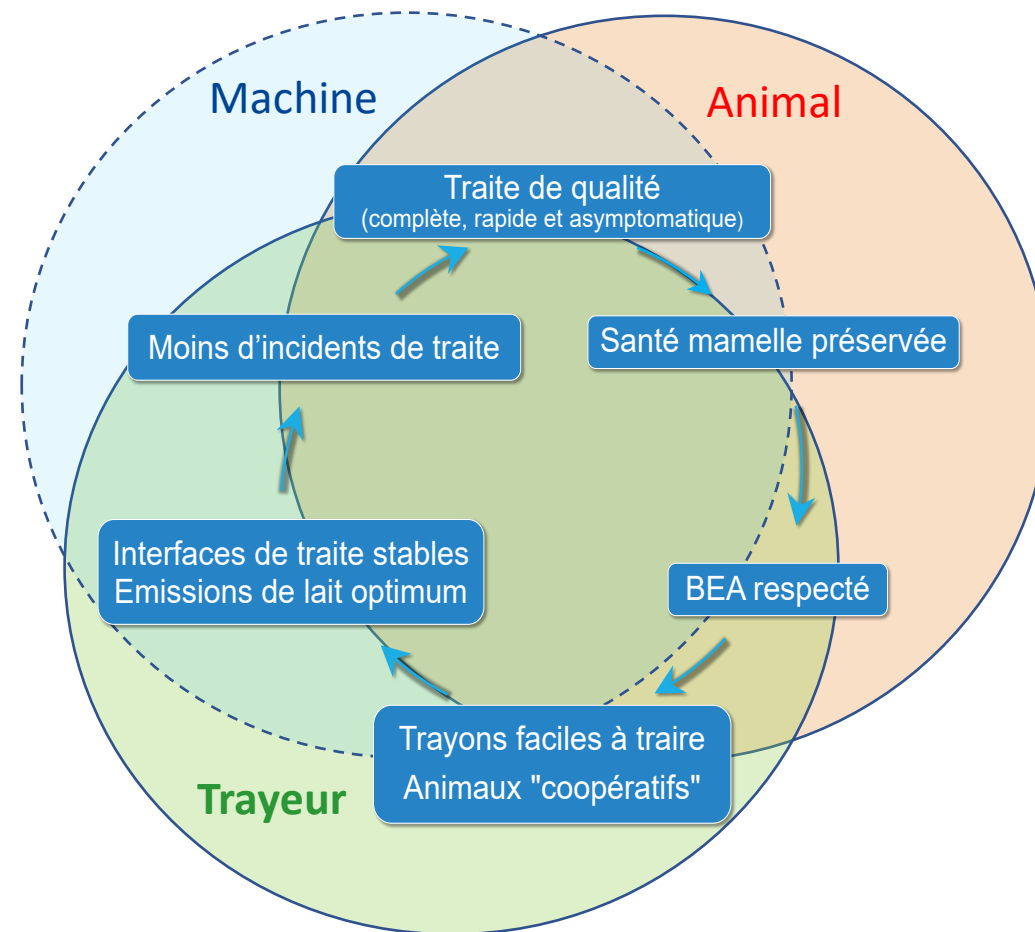 Machine
Animal
Traite de qualité
(complète, rapide et asymptomatique)
Moins d’incidents de traite
Santé mamelle préservée
Interfaces de traite stables
Emissions de lait optimum
BEA respecté
Trayons faciles à traire
Animaux "coopératifs"
Trayeur